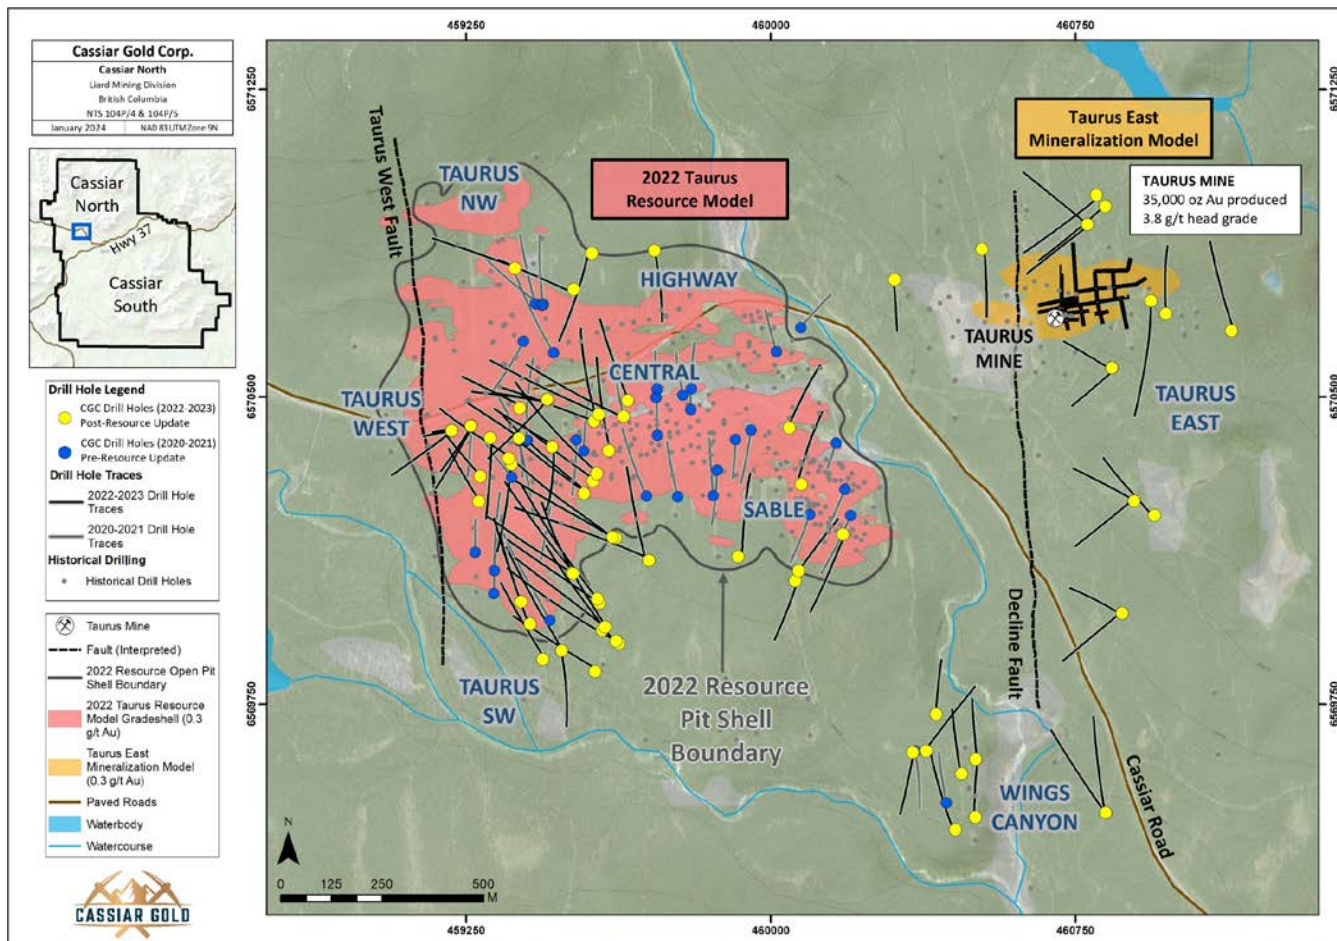 Cassiar Gold Corp.
Cassiar North
Liard Mining Division
British Columbia
NTS 104P/4 & 104P/5
January 2024
NAD 83 UTM Zone 9N
Cassiar
North
Hwy 37
Cassiar
South
Drill Hole Legend
CGC Drill Holes (2022-2023)
Post-Resource Update
CGC Drill Holes (2020-2021)
Pre-Resource Update
Drill Hole Traces
2022-2023 Drill Hole
Traces
2020-2021 Drill Hole
Traces
Historical Drilling
Historical Drill Holes
Taurus Mine
Fault (Interpreted)
2022 Resource Open Pit
Shell Boundary
2022 Taurus Resource
Model Gradeshell (0.3
g/t Au)
Taurus East
Mineralization Model
(0.3 g/t Au)
Paved Roads
Waterbody
Watercourse
CASSIAR GOLD
459250
460000
460750
6571250
6570500
6569750
6571250
6570500
6569750
459250
460000
460750
Taurus West Fault
TAURUS
NW
2022 Taurus
Resource Model
Taurus East
Mineralization Model
TAURUS MINE
35,000 oz Au produced
3.8 g/t head grade
HIGHWAY
TAURUS
MINE
CENTRAL
TAURUS
WEST
TAURUS
EAST
SABLE
Decline Fault
TAURUS
SW
2022 Resource
Pit Shell
Boundary
WINGS
CANYON
Cassiar Road
N
0
125
250
500
M